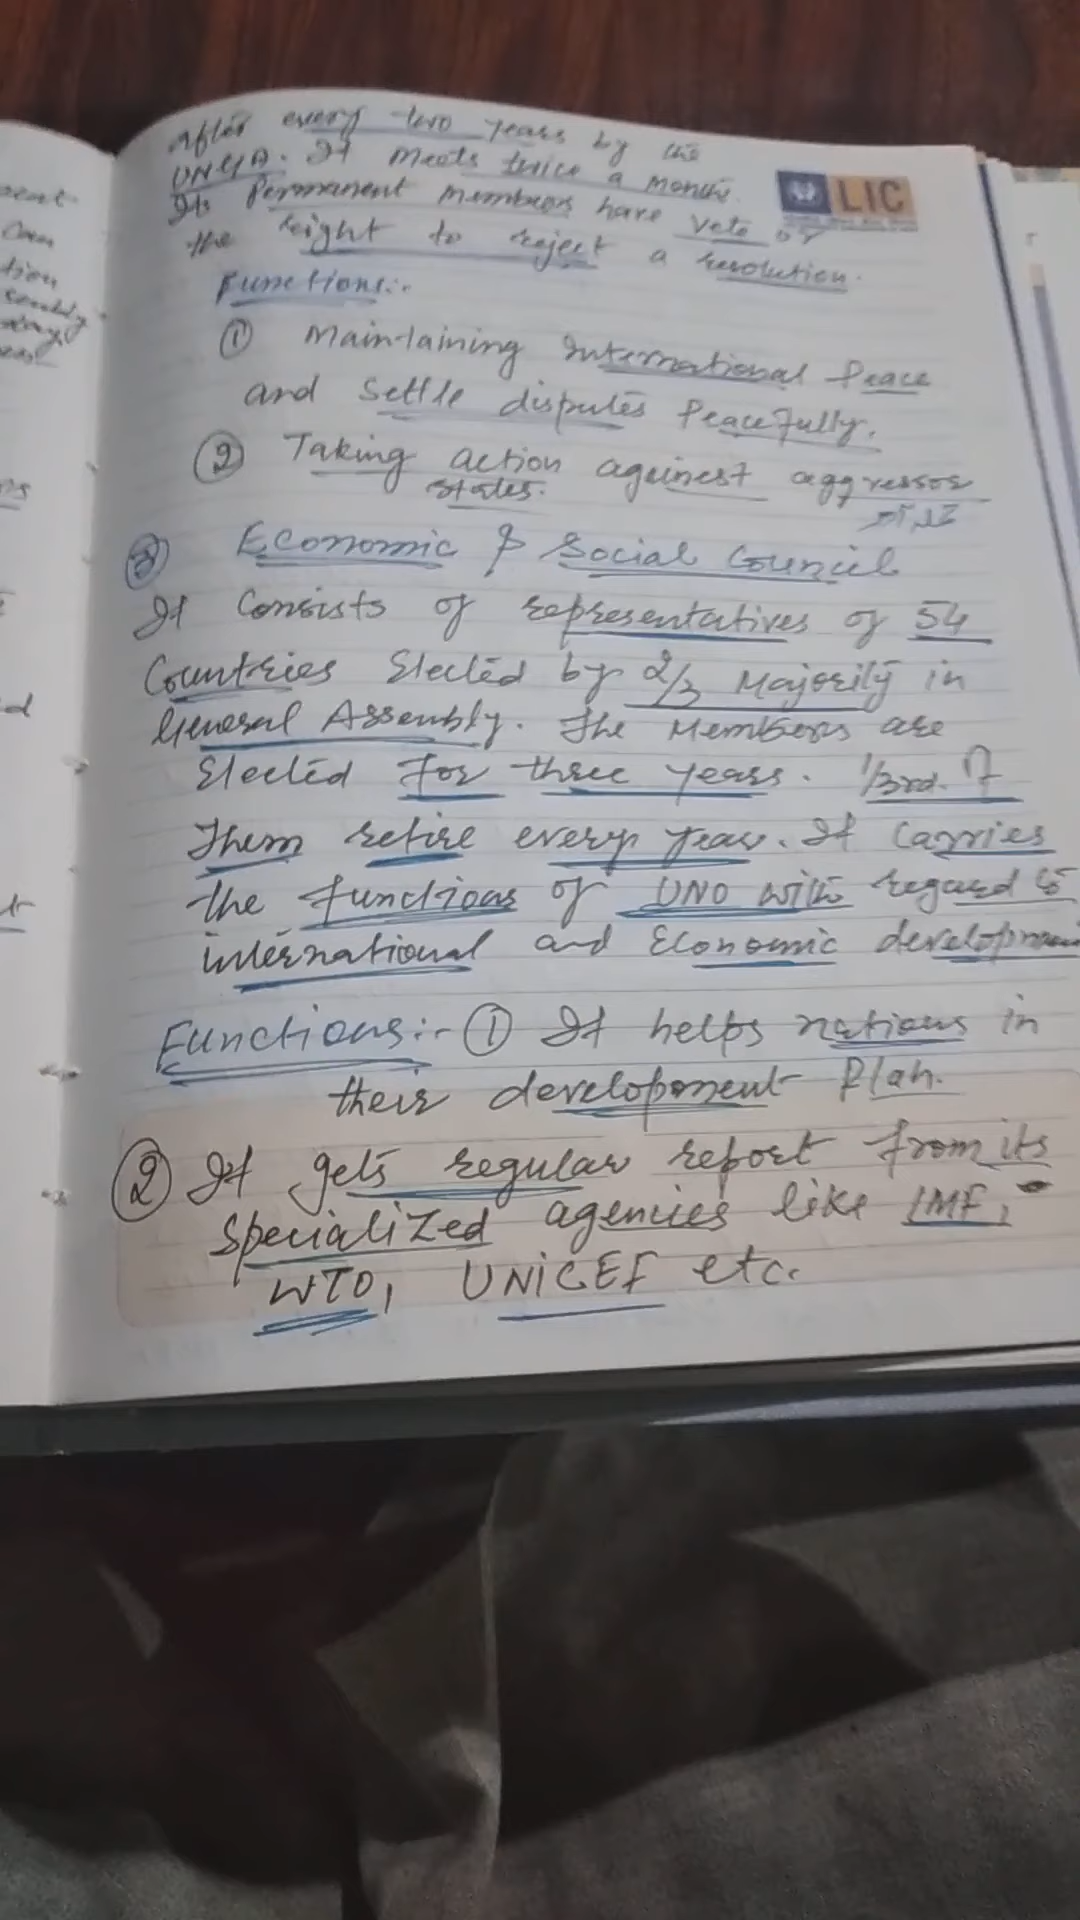 After every two years by the
UNGA. It meets twice a month.
Its Permanent members have veto or
the right to reject a resolution.
LIC
Functions:-
① Maintaining International Peace
and Settle disputes Peacefully.
② Taking action against aggressor
states.
③ Economic & Social Council
It Consists of representatives of 54
Countries Elected by 2/3 Majority in
General Assembly. The Members are
Elected for three years. 1/3rd. of
Them retire every year. It Carries
the functions of UNO with regard to
international and Economic development
Functions:- ① It helps nations in
their development Plan.
② It gets regular report from its
Specialized agencies like IMF,
WTO, UNICEF etc.